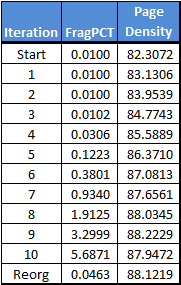 Iteration FragPCT Page Density
Start 0.0100 82.3072
1 0.0100 83.1306
2 0.0100 83.9539
3 0.0102 84.7743
4 0.0306 85.5889
5 0.1223 86.3710
6 0.3801 87.0813
7 0.9340 87.6561
8 1.9125 88.0345
9 3.2999 88.2229
10 5.6871 87.9472
Reorg 0.0463 88.1219